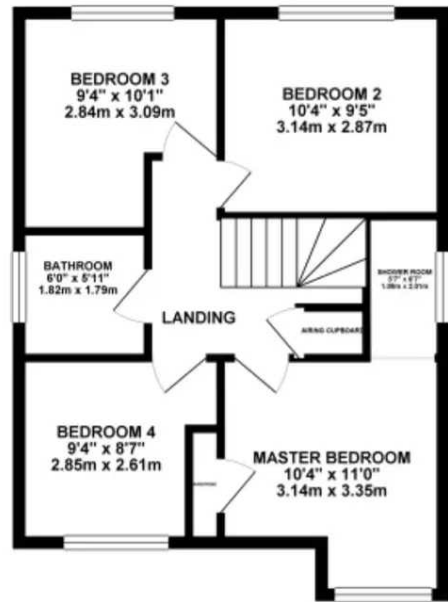 BEDROOM 3
9'4" x 10'1"
2.84m x 3.09m
BEDROOM 2
10'4" x 9'5"
3.14m x 2.87m
BATHROOM
6'0" x 5'11"
1.82m x 1.79m
SHOWER ROOM
LANDING
AIRING CUPBOARD
BEDROOM 4
9'4" x 8'7"
2.85m x 2.61m
MASTER BEDROOM
10'4" x 11'0"
3.14m x 3.35m